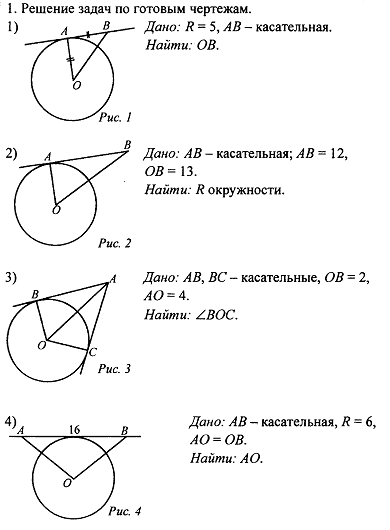 1. Решение задач по готовым чертежам.
1)
A
B
O
Рис. 1
Дано: R = 5, AB – касательная.
Найти: OB.
2)
A
B
O
Рис. 2
Дано: AB – касательная; AB = 12,
OB = 13.
Найти: R окружности.
3)
B
A
O
C
Рис. 3
Дано: AB, BC – касательные, OB = 2,
AO = 4.
Найти: ∠BOC.
4)
A
16
B
O
Рис. 4
Дано: AB – касательная, R = 6,
AO = OB.
Найти: AO.